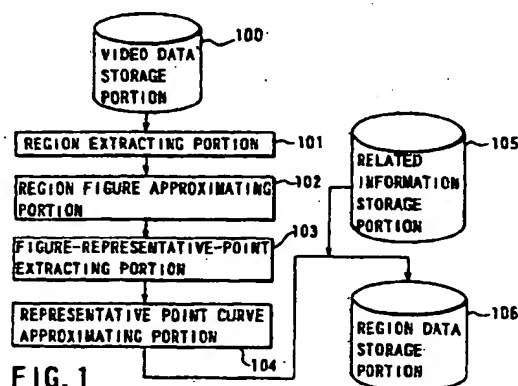 100
VIDEO DATA
STORAGE
PORTION
REGION EXTRACTING PORTION
101
REGION FIGURE APPROXIMATING
PORTION
102
FIGURE-REPRESENTATIVE-POINT
EXTRACTING PORTION
103
REPRESENTATIVE POINT CURVE
APPROXIMATING PORTION
104
105
RELATED
INFORMATION
STORAGE
PORTION
106
REGION DATA
STORAGE
PORTION
FIG. 1